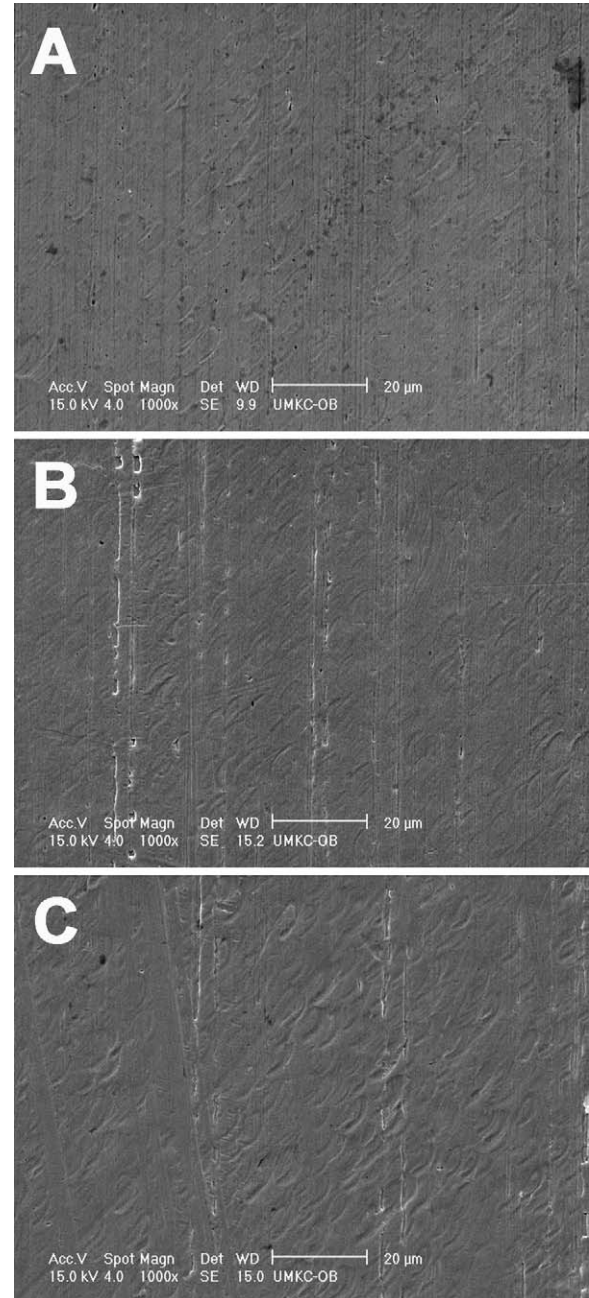 A
Acc.V Spot Magn Det WD 20 µm
15.0 kV 4.0 1000x SE 9.9 UMKC-OB
B
Acc.V Spot Magn Det WD 20 µm
15.0 kV 4.0 1000x SE 15.2 UMKC-OB
C
Acc.V Spot Magn Det WD 20 µm
15.0 kV 4.0 1000x SE 15.0 UMKC-OB